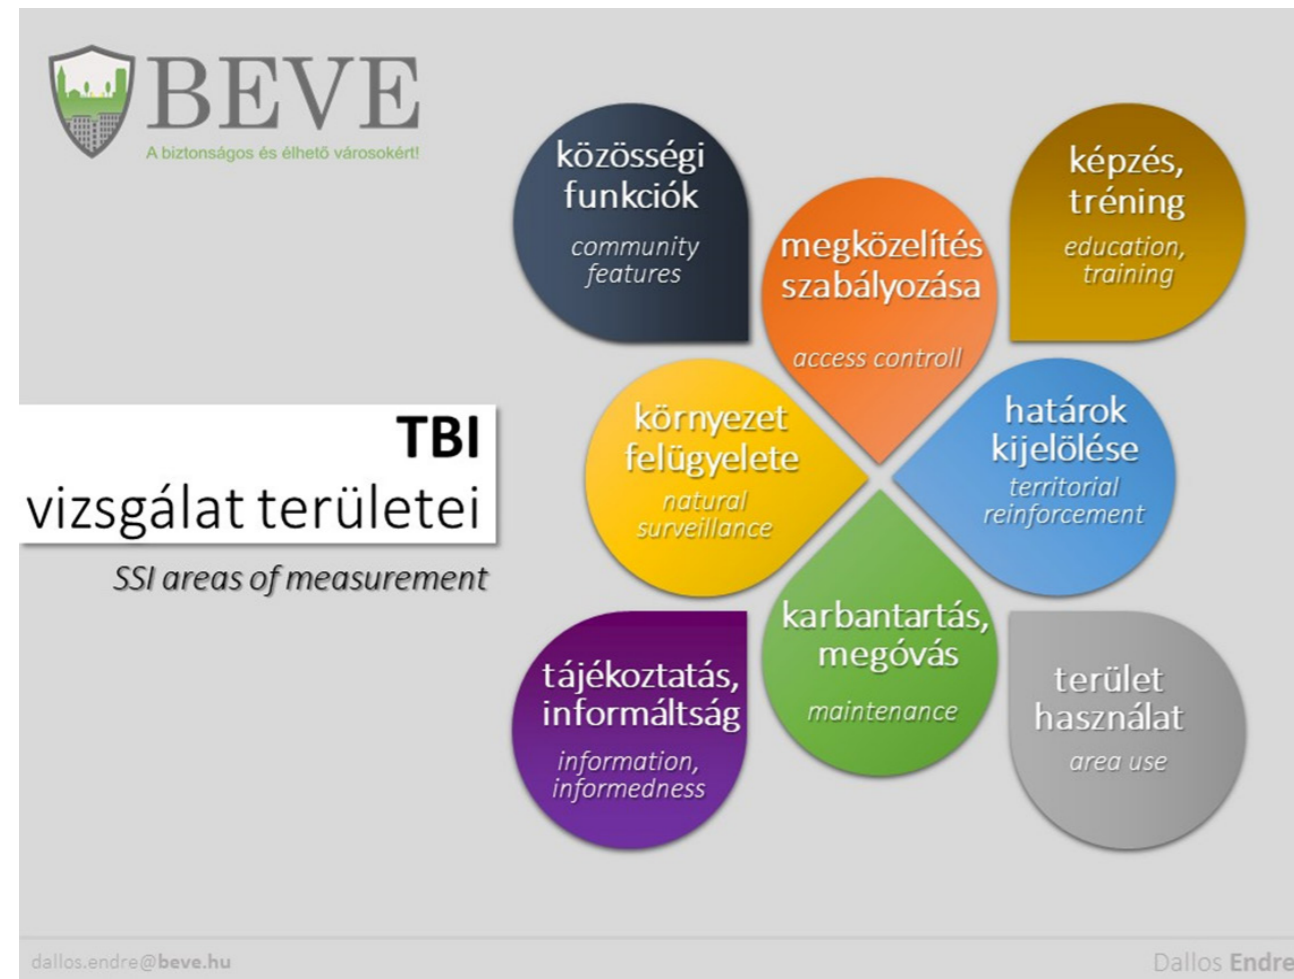 BEVE
A biztonságos és élhető városokért!
TBI
vizsgálat területei
SSI areas of measurement
közösségi
funkciók
community
features
megközelítés
szabályozása
access controll
képzés,
tréning
education,
training
környezet
felügyelete
natural
surveillance
határok
kijelölése
territorial
reinforcement
tájékoztatás,
informáltság
information,
informedness
karbantartás,
megóvás
maintenance
terület
használat
area use
dallos.endre@beve.hu
Dallos Endre